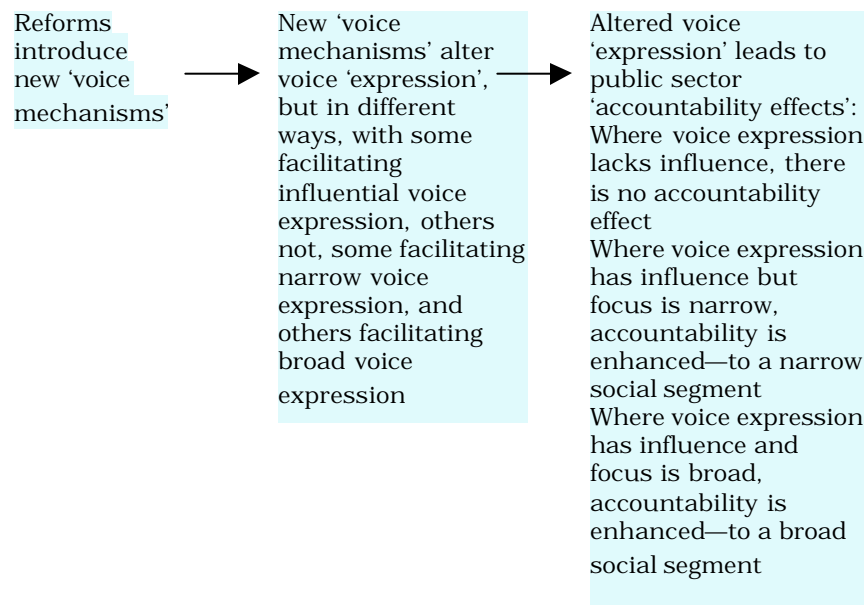 Reforms
introduce
new ‘voice
mechanisms’
New ‘voice
mechanisms’ alter
voice ‘expression’,
but in different
ways, with some
facilitating
influential voice
expression, others
not, some facilitating
narrow voice
expression, and
others facilitating
broad voice
expression
Altered voice
‘expression’ leads to
public sector
‘accountability effects’:
Where voice expression
lacks influence, there
is no accountability
effect
Where voice expression
has influence but
focus is narrow,
accountability is
enhanced—to a narrow
social segment
Where voice expression
has influence and
focus is broad,
accountability is
enhanced—to a broad
social segment